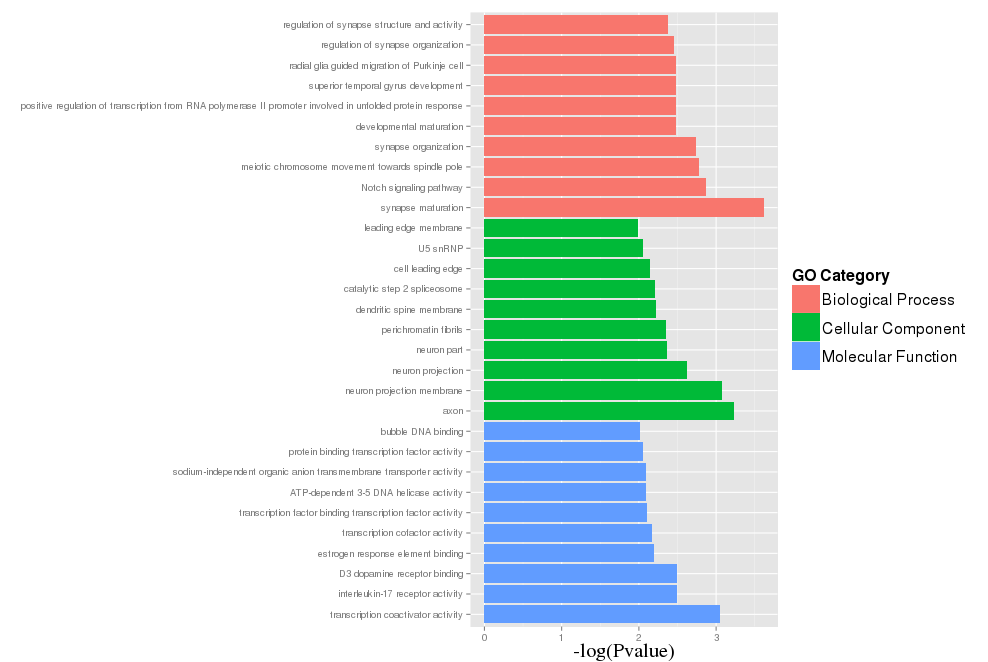 regulation of synapse structure and activity
regulation of synapse organization
radial glia guided migration of Purkinje cell
superior temporal gyrus development
positive regulation of transcription from RNA polymerase II promoter involved in unfolded protein response
developmental maturation
synapse organization
meiotic chromosome movement towards spindle pole
Notch signaling pathway
synapse maturation
leading edge membrane
U5 snRNP
cell leading edge
catalytic step 2 spliceosome
dendritic spine membrane
perichromatin fibrils
neuron part
neuron projection
neuron projection membrane
axon
bubble DNA binding
protein binding transcription factor activity
sodium-independent organic anion transmembrane transporter activity
ATP-dependent 3-5 DNA helicase activity
transcription factor binding transcription factor activity
transcription cofactor activity
estrogen response element binding
D3 dopamine receptor binding
interleukin-17 receptor activity
transcription coactivator activity
0 1 2 3
-log(Pvalue)
GO Category
Biological Process
Cellular Component
Molecular Function